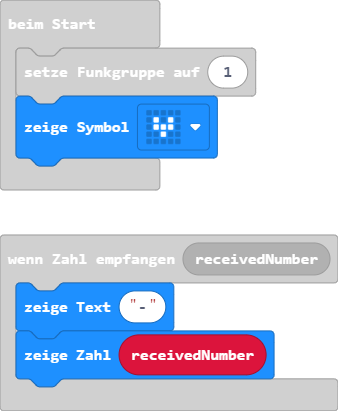 beim Start
setze Funkgruppe auf 1
zeige Symbol
wenn Zahl empfangen receivedNumber
zeige Text "-"
zeige Zahl receivedNumber